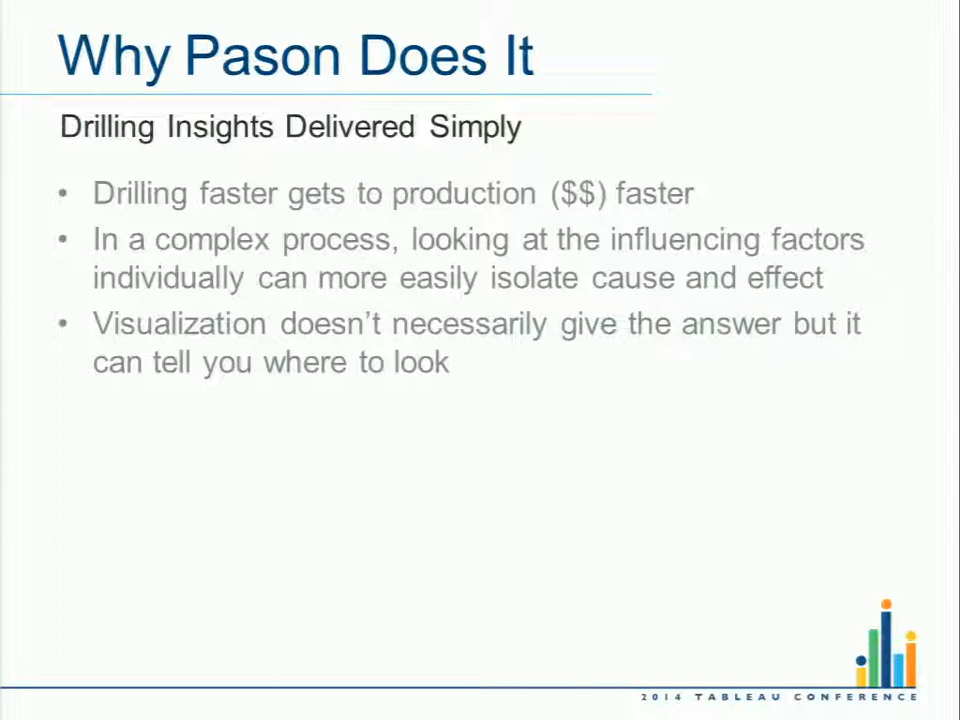 Why Pason Does It
Drilling Insights Delivered Simply
• Drilling faster gets to production ($$) faster
• In a complex process, looking at the influencing factors
individually can more easily isolate cause and effect
• Visualization doesn't necessarily give the answer but it
can tell you where to look
2014 TABLEAU CONFERENCE